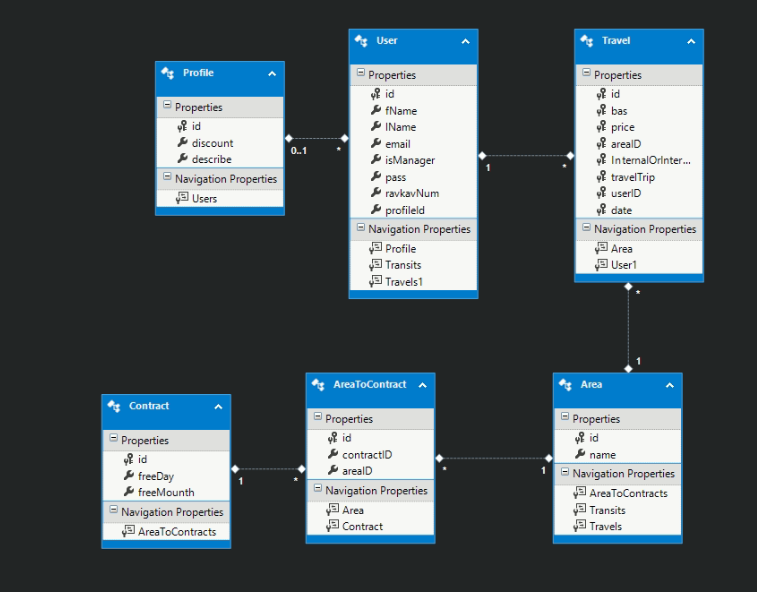 Profile
Properties
id
discount
describe
Navigation Properties
Users
0..1
*
User
Properties
id
fName
lName
email
isManager
pass
ravkavNum
profileId
Navigation Properties
Profile
Transits
Travels1
1
*
Travel
Properties
id
bas
price
areaID
InternalOrInter...
travelTrip
userID
date
Navigation Properties
Area
User1
*
1
Contract
Properties
id
freeDay
freeMounth
Navigation Properties
AreaToContracts
1
*
AreaToContract
Properties
id
contractID
areaID
Navigation Properties
Area
Contract
*
1
Area
Properties
id
name
Navigation Properties
AreaToContracts
Transits
Travels